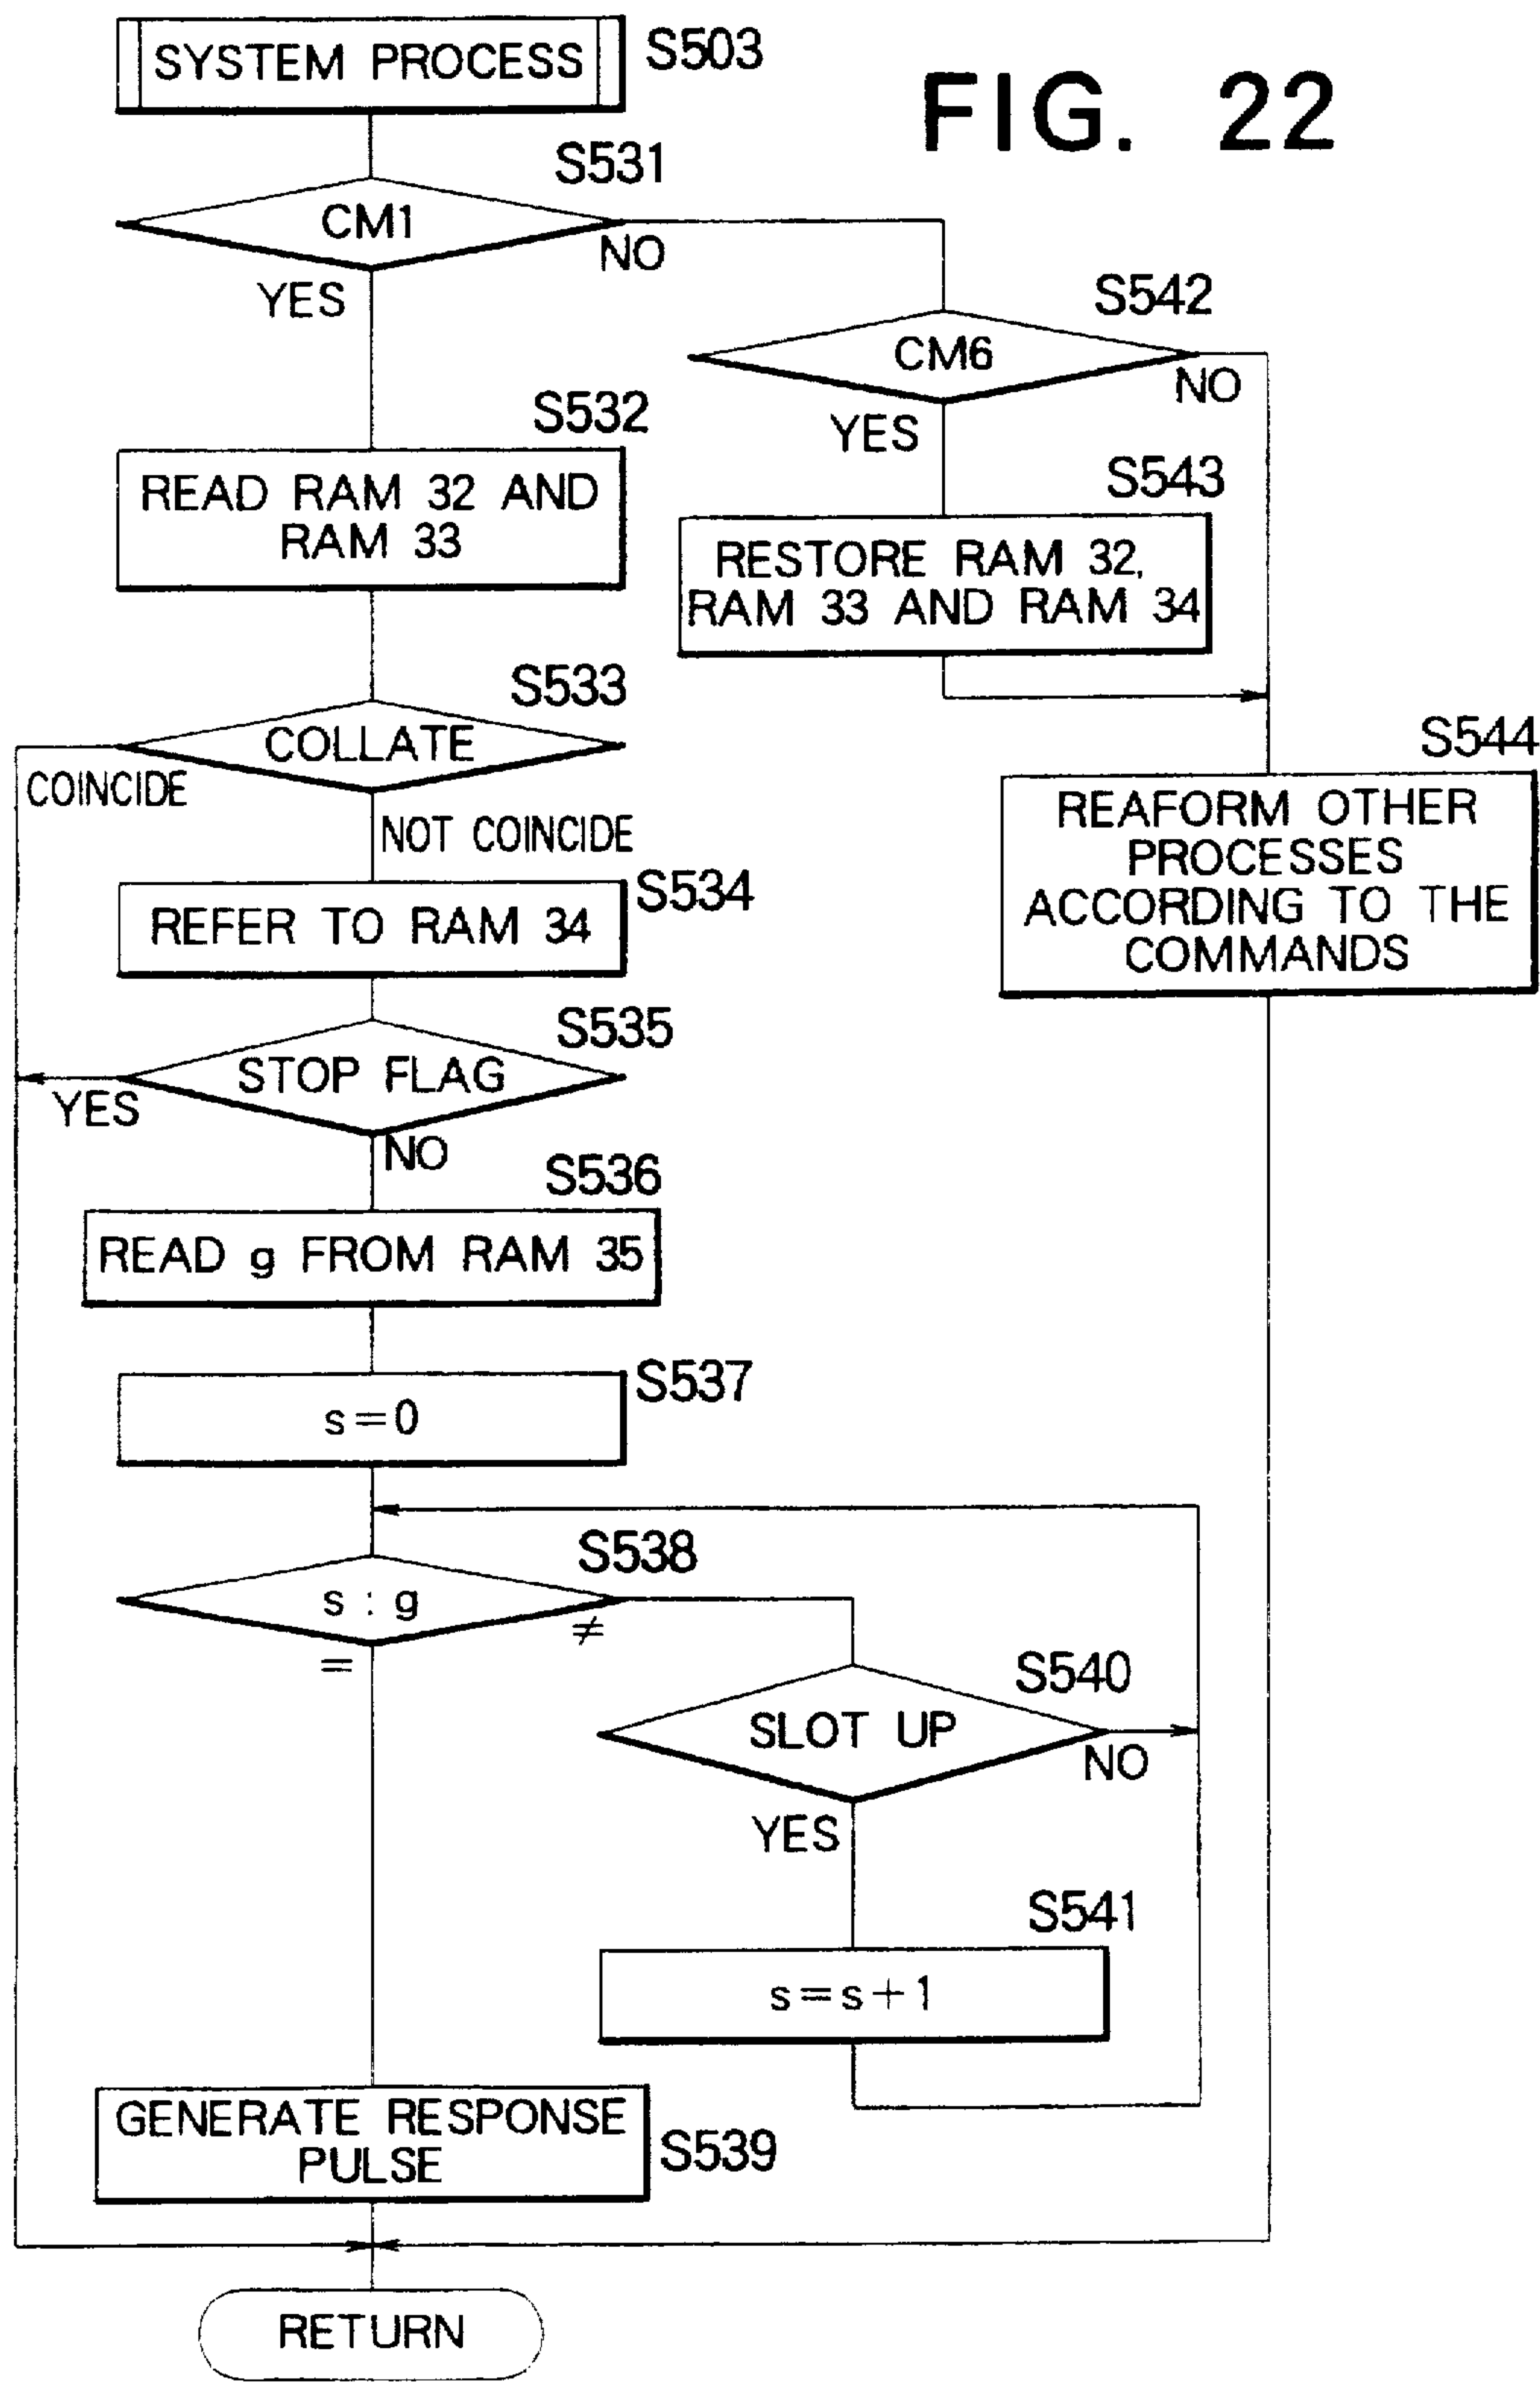 SYSTEM PROCESS
S503
FIG. 22
S531
CM1
NO
YES
S542
CM6
NO
YES
S532
READ RAM 32 AND
RAM 33
S543
RESTORE RAM 32,
RAM 33 AND RAM 34
S533
COLLATE
COINCIDE
NOT COINCIDE
S544
REAFORM OTHER
PROCESSES
ACCORDING TO THE
COMMANDS
S534
REFER TO RAM 34
S535
STOP FLAG
YES
NO
S536
READ g FROM RAM 35
S537
s=0
S538
s : g
≠
=
S540
SLOT UP
NO
YES
S541
s=s+1
GENERATE RESPONSE
PULSE
S539
RETURN